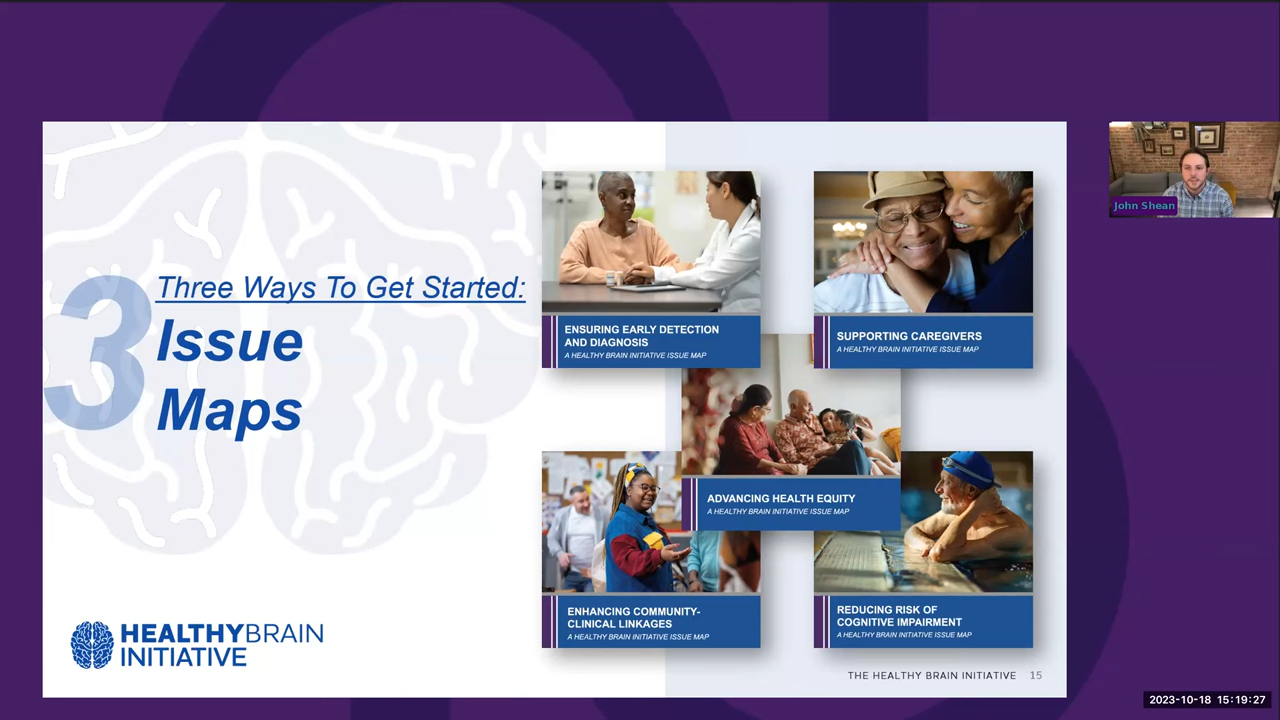 3
Three Ways To Get Started:
Issue
Maps
ENSURING EARLY DETECTION
AND DIAGNOSIS
A HEALTHY BRAIN INITIATIVE ISSUE MAP
SUPPORTING CAREGIVERS
A HEALTHY BRAIN INITIATIVE ISSUE MAP
ADVANCING HEALTH EQUITY
A HEALTHY BRAIN INITIATIVE ISSUE MAP
ENHANCING COMMUNITY-
CLINICAL LINKAGES
A HEALTHY BRAIN INITIATIVE ISSUE MAP
REDUCING RISK OF
COGNITIVE IMPAIRMENT
A HEALTHY BRAIN INITIATIVE ISSUE MAP
HEALTHYBRAIN
INITIATIVE
THE HEALTHY BRAIN INITIATIVE 15
John Shean
2023-10-18 15:19:27